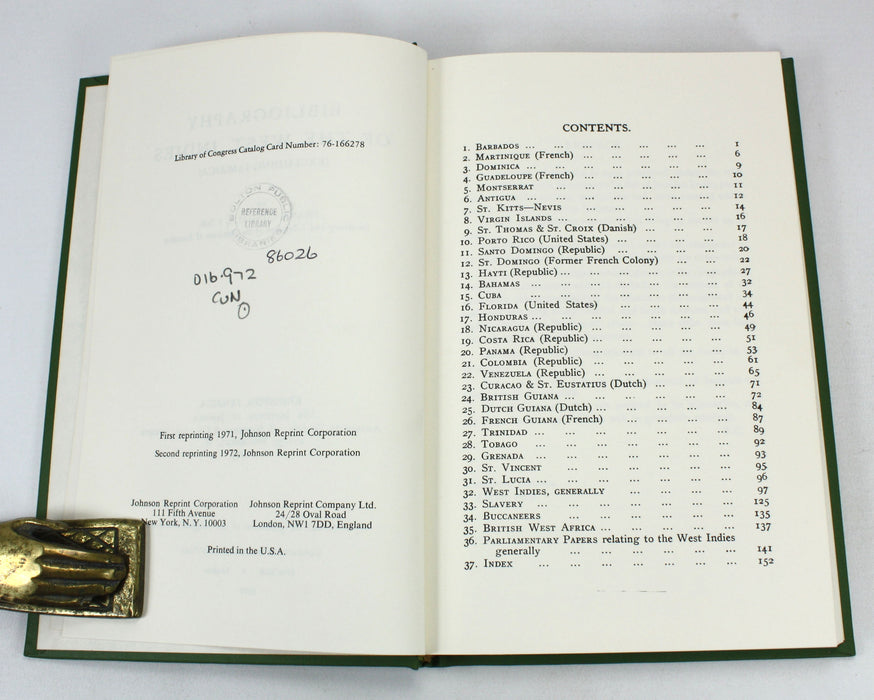 Library of Congress Catalog Card Number: 76-166278
BOLTON PUBLIC
REFERENCE
LIBRARY
LIBRARIES
86026
016.972
CUN
First reprinting 1971, Johnson Reprint Corporation
Second reprinting 1972, Johnson Reprint Corporation
Johnson Reprint Corporation
111 Fifth Avenue
New York, N. Y. 10003
Johnson Reprint Company Ltd.
24/28 Oval Road
London, NW1 7DD, England
Printed in the U.S.A.
CONTENTS.
1. BARBADOS ... ... ... ... ... ... ... 1
2. MARTINIQUE (French) ... ... ... ... ... 6
3. DOMINICA ... ... ... ... ... ... ... 9
4. GUADELOUPE (French) ... ... ... ... ... 10
5. MONTSERRAT ... ... ... ... ... ... 11
6. ANTIGUA ... ... ... ... ... ... ... 12
7. ST. KITTS—NEVIS ... ... ... ... ... 14
8. VIRGIN ISLANDS ... ... ... ... ... ... 16
9. ST. THOMAS & ST. CROIX (Danish) ... ... ... ... 17
10. PORTO RICO (United States) ... ... ... ... 18
11. SANTO DOMINGO (Republic) ... ... ... ... 20
12. ST. DOMINGO (Former French Colony) ... ... 22
13. HAYTI (Republic) ... ... ... ... ... ... 27
14. BAHAMAS ... ... ... ... ... ... 32
15. CUBA ... ... ... ... ... ... 34
16. FLORIDA (United States) ... ... ... ... 44
17. HONDURAS ... ... ... ... ... ... ... 46
18. NICARAGUA (Republic) ... ... ... ... ... 49
19. COSTA RICA (Republic) ... ... ... ... ... 51
20. PANAMA (Republic) ... ... ... ... ... 53
21. COLOMBIA (Republic) ... ... ... ... ... 61
22. VENEZUELA (Republic) ... ... ... ... ... 65
23. CURACAO & ST. EUSTATIUS (Dutch) ... ... ... 71
24. BRITISH GUIANA ... ... ... ... ... ... 72
25. DUTCH GUIANA (Dutch) ... ... ... ... ... 84
26. FRENCH GUIANA (French) ... ... ... ... 87
27. TRINIDAD ... ... ... ... ... ... ... 89
28. TOBAGO ... ... ... ... ... ... ... 92
29. GRENADA ... ... ... ... ... ... ... 93
30. ST. VINCENT ... ... ... ... ... ... 95
31. ST. LUCIA ... ... ... ... ... ... ... 96
32. WEST INDIES, GENERALLY ... ... ... ... 97
33. SLAVERY ... ... ... ... ... ... 125
34. BUCCANEERS ... ... ... ... ... ... 135
35. BRITISH WEST AFRICA ... ... ... ... ... 137
36. PARLIAMENTARY PAPERS relating to the West Indies
generally ... ... ... ... ... ... 141
37. INDEX ... ... ... ... ... ... 152